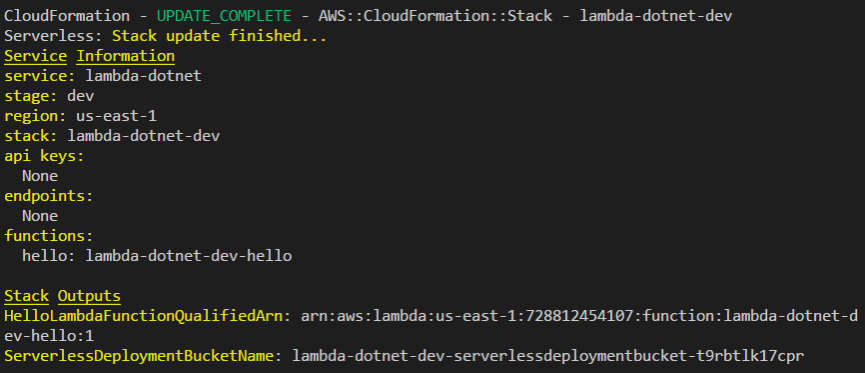 CloudFormation - UPDATE_COMPLETE - AWS::CloudFormation::Stack - lambda-dotnet-dev
Serverless: Stack update finished...
Service Information
service: lambda-dotnet
stage: dev
region: us-east-1
stack: lambda-dotnet-dev
api keys:
  None
endpoints:
  None
functions:
  hello: lambda-dotnet-dev-hello

Stack Outputs
HelloLambdaFunctionQualifiedArn: arn:aws:lambda:us-east-1:728812454107:function:lambda-dotnet-d
ev-hello:1
ServerlessDeploymentBucketName: lambda-dotnet-dev-serverlessdeploymentbucket-t9rbtlk17cpr